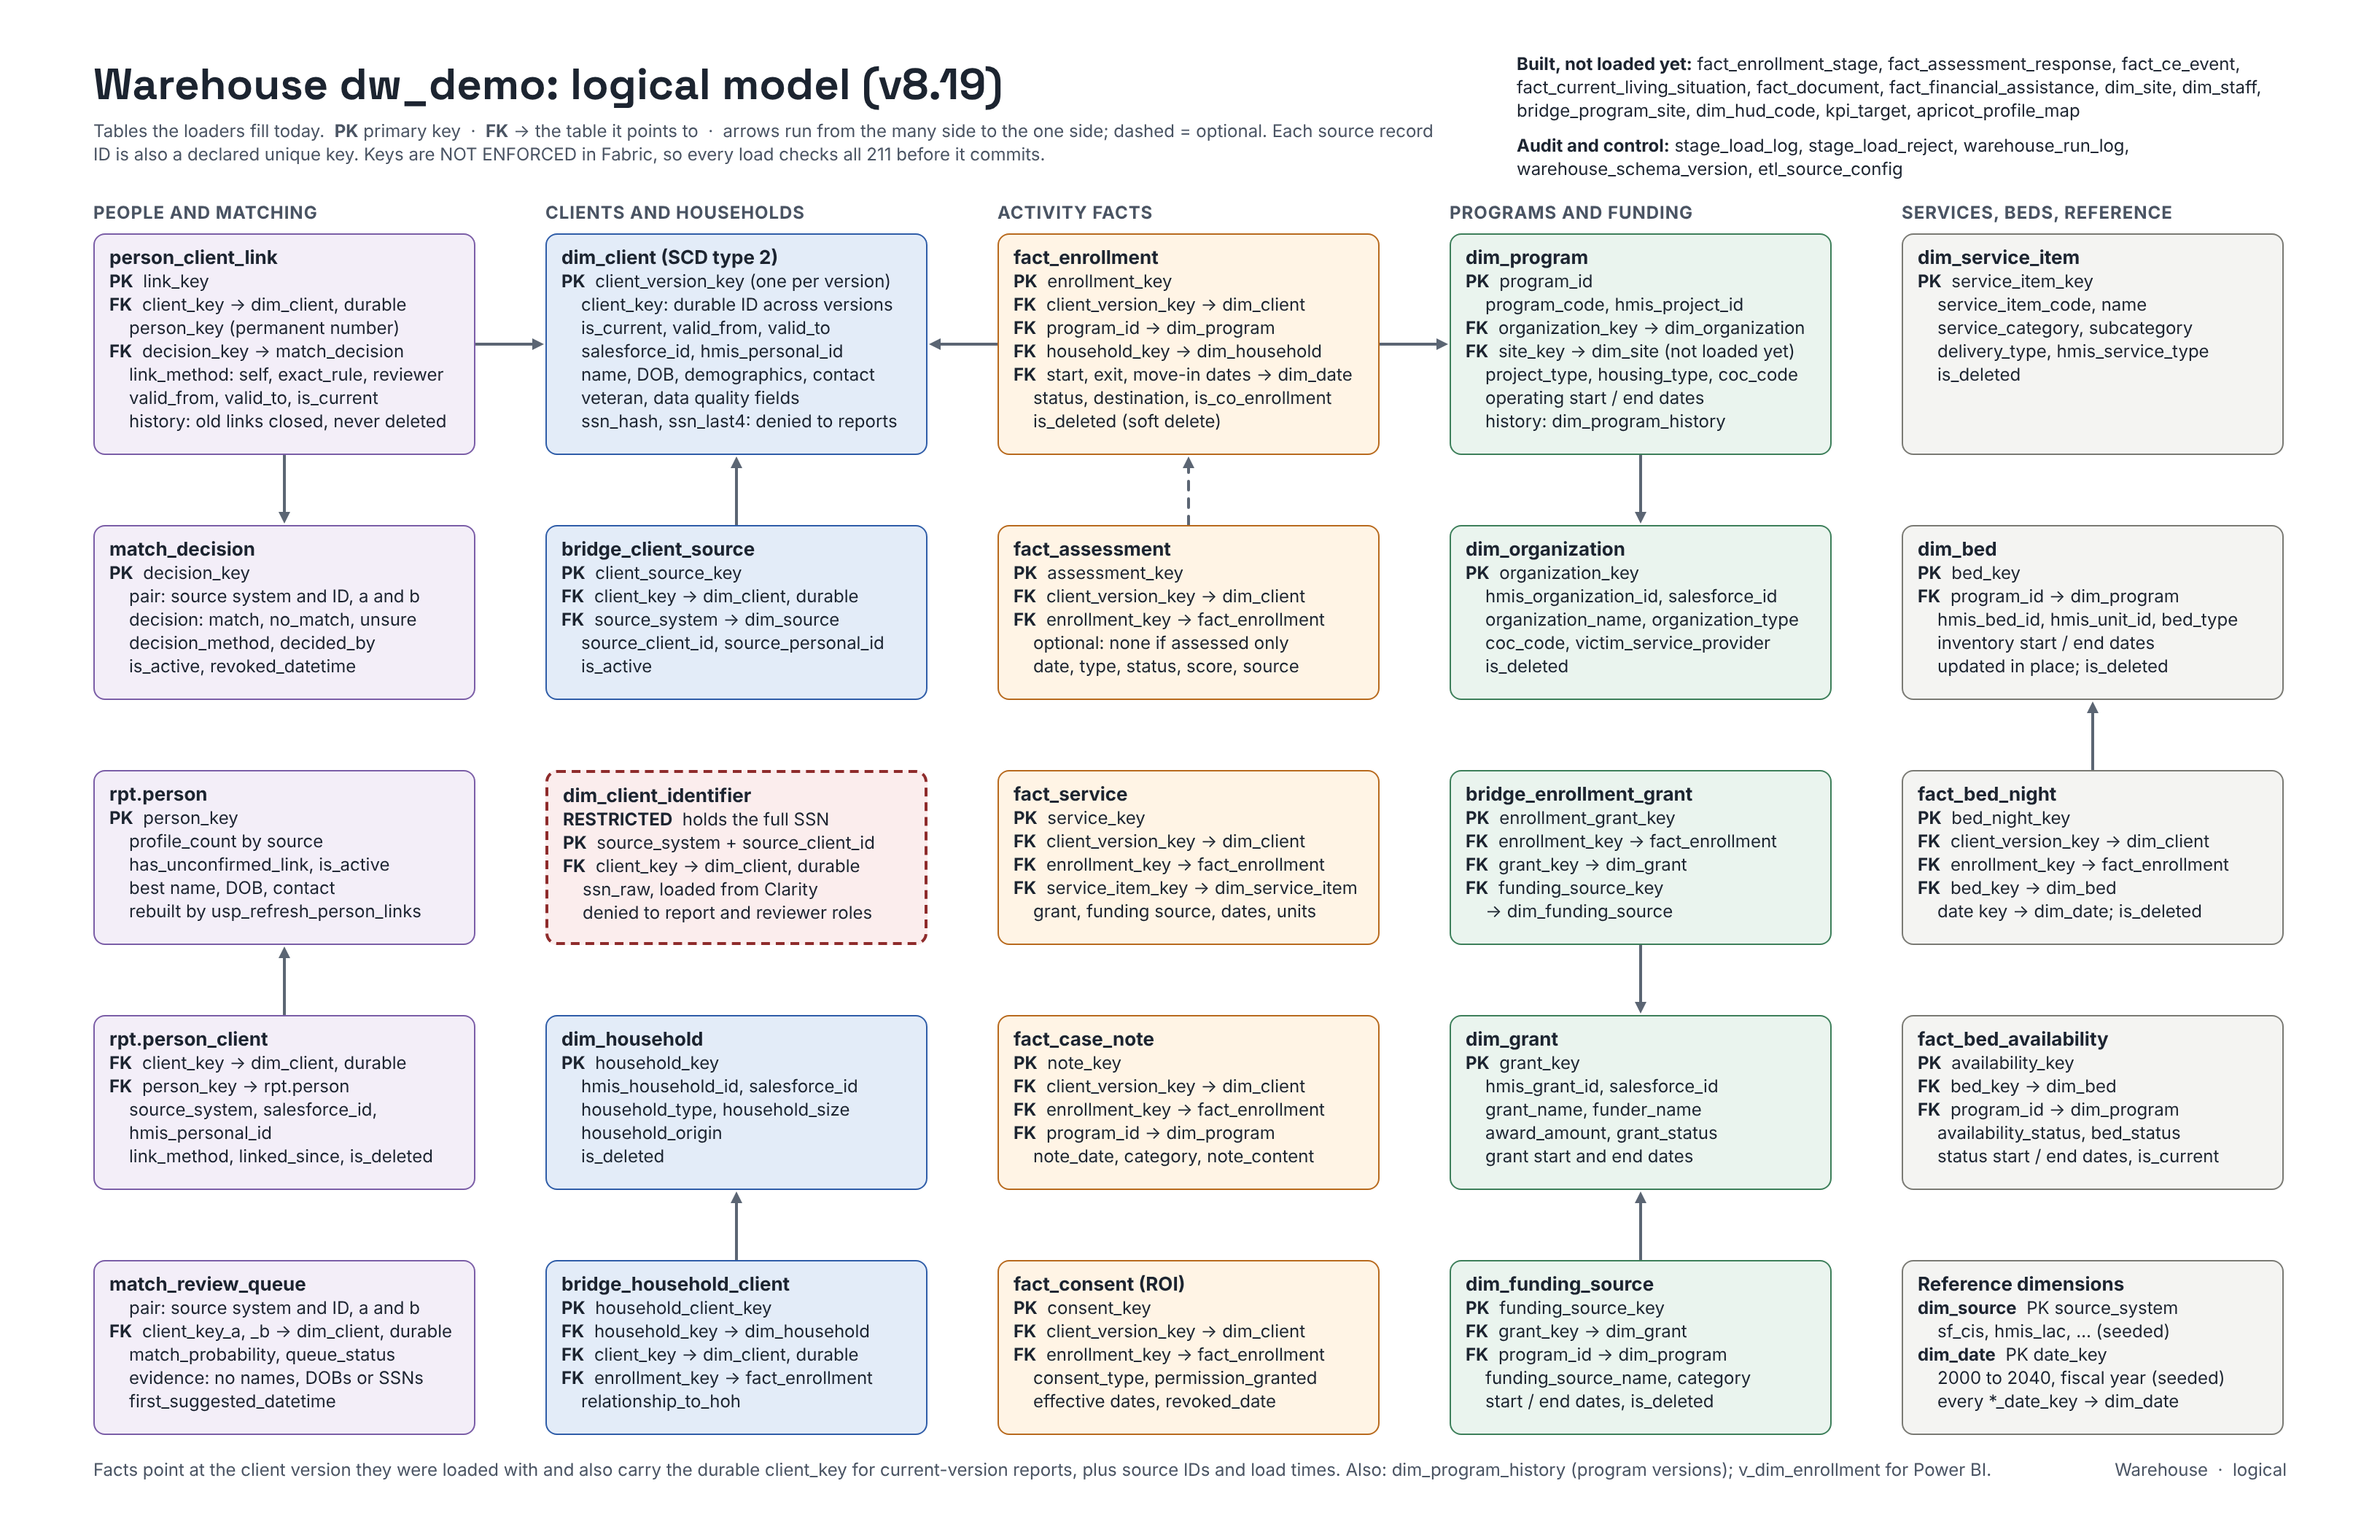 Warehouse dw_demo: logical model (v8.19)
Tables the loaders fill today. PK primary key · FK → the table it points to · arrows run from the many side to the one side; dashed = optional. Each source record
ID is also a declared unique key. Keys are NOT ENFORCED in Fabric, so every load checks all 211 before it commits.
Built, not loaded yet: fact_enrollment_stage, fact_assessment_response, fact_ce_event,
fact_current_living_situation, fact_document, fact_financial_assistance, dim_site, dim_staff,
bridge_program_site, dim_hud_code, kpi_target, apricot_profile_map
Audit and control: stage_load_log, stage_load_reject, warehouse_run_log,
warehouse_schema_version, etl_source_config
PEOPLE AND MATCHING
person_client_link
PK link_key
FK client_key → dim_client, durable
person_key (permanent number)
FK decision_key → match_decision
link_method: self, exact_rule, reviewer
valid_from, valid_to, is_current
history: old links closed, never deleted
match_decision
PK decision_key
pair: source system and ID, a and b
decision: match, no_match, unsure
decision_method, decided_by
is_active, revoked_datetime
rpt.person
PK person_key
profile_count by source
has_unconfirmed_link, is_active
best name, DOB, contact
rebuilt by usp_refresh_person_links
rpt.person_client
FK client_key → dim_client, durable
FK person_key → rpt.person
source_system, salesforce_id,
hmis_personal_id
link_method, linked_since, is_deleted
match_review_queue
pair: source system and ID, a and b
FK client_key_a, _b → dim_client, durable
match_probability, queue_status
evidence: no names, DOBs or SSNs
first_suggested_datetime
CLIENTS AND HOUSEHOLDS
dim_client (SCD type 2)
PK client_version_key (one per version)
client_key: durable ID across versions
is_current, valid_from, valid_to
salesforce_id, hmis_personal_id
name, DOB, demographics, contact
veteran, data quality fields
ssn_hash, ssn_last4: denied to reports
bridge_client_source
PK client_source_key
FK client_key → dim_client, durable
FK source_system → dim_source
source_client_id, source_personal_id
is_active
dim_client_identifier
RESTRICTED holds the full SSN
PK source_system + source_client_id
FK client_key → dim_client, durable
ssn_raw, loaded from Clarity
denied to report and reviewer roles
dim_household
PK household_key
hmis_household_id, salesforce_id
household_type, household_size
household_origin
is_deleted
bridge_household_client
PK household_client_key
FK household_key → dim_household
FK client_key → dim_client, durable
FK enrollment_key → fact_enrollment
relationship_to_hoh
ACTIVITY FACTS
fact_enrollment
PK enrollment_key
FK client_version_key → dim_client
FK program_id → dim_program
FK household_key → dim_household
FK start, exit, move-in dates → dim_date
status, destination, is_co_enrollment
is_deleted (soft delete)
fact_assessment
PK assessment_key
FK client_version_key → dim_client
FK enrollment_key → fact_enrollment
optional: none if assessed only
date, type, status, score, source
fact_service
PK service_key
FK client_version_key → dim_client
FK enrollment_key → fact_enrollment
FK service_item_key → dim_service_item
grant, funding source, dates, units
fact_case_note
PK note_key
FK client_version_key → dim_client
FK enrollment_key → fact_enrollment
FK program_id → dim_program
note_date, category, note_content
fact_consent (ROI)
PK consent_key
FK client_version_key → dim_client
FK enrollment_key → fact_enrollment
consent_type, permission_granted
effective dates, revoked_date
PROGRAMS AND FUNDING
dim_program
PK program_id
program_code, hmis_project_id
FK organization_key → dim_organization
FK site_key → dim_site (not loaded yet)
project_type, housing_type, coc_code
operating start / end dates
history: dim_program_history
dim_organization
PK organization_key
hmis_organization_id, salesforce_id
organization_name, organization_type
coc_code, victim_service_provider
is_deleted
bridge_enrollment_grant
PK enrollment_grant_key
FK enrollment_key → fact_enrollment
FK grant_key → dim_grant
FK funding_source_key
→ dim_funding_source
dim_grant
PK grant_key
hmis_grant_id, salesforce_id
grant_name, funder_name
award_amount, grant_status
grant start and end dates
dim_funding_source
PK funding_source_key
FK grant_key → dim_grant
FK program_id → dim_program
funding_source_name, category
start / end dates, is_deleted
SERVICES, BEDS, REFERENCE
dim_service_item
PK service_item_key
service_item_code, name
service_category, subcategory
delivery_type, hmis_service_type
is_deleted
dim_bed
PK bed_key
FK program_id → dim_program
hmis_bed_id, hmis_unit_id, bed_type
inventory start / end dates
updated in place; is_deleted
fact_bed_night
PK bed_night_key
FK client_version_key → dim_client
FK enrollment_key → fact_enrollment
FK bed_key → dim_bed
date key → dim_date; is_deleted
fact_bed_availability
PK availability_key
FK bed_key → dim_bed
FK program_id → dim_program
availability_status, bed_status
status start / end dates, is_current
Reference dimensions
dim_source PK source_system
sf_cis, hmis_lac, ... (seeded)
dim_date PK date_key
2000 to 2040, fiscal year (seeded)
every *_date_key → dim_date
Facts point at the client version they were loaded with and also carry the durable client_key for current-version reports, plus source IDs and load times. Also: dim_program_history (program versions); v_dim_enrollment for Power BI.
Warehouse · logical